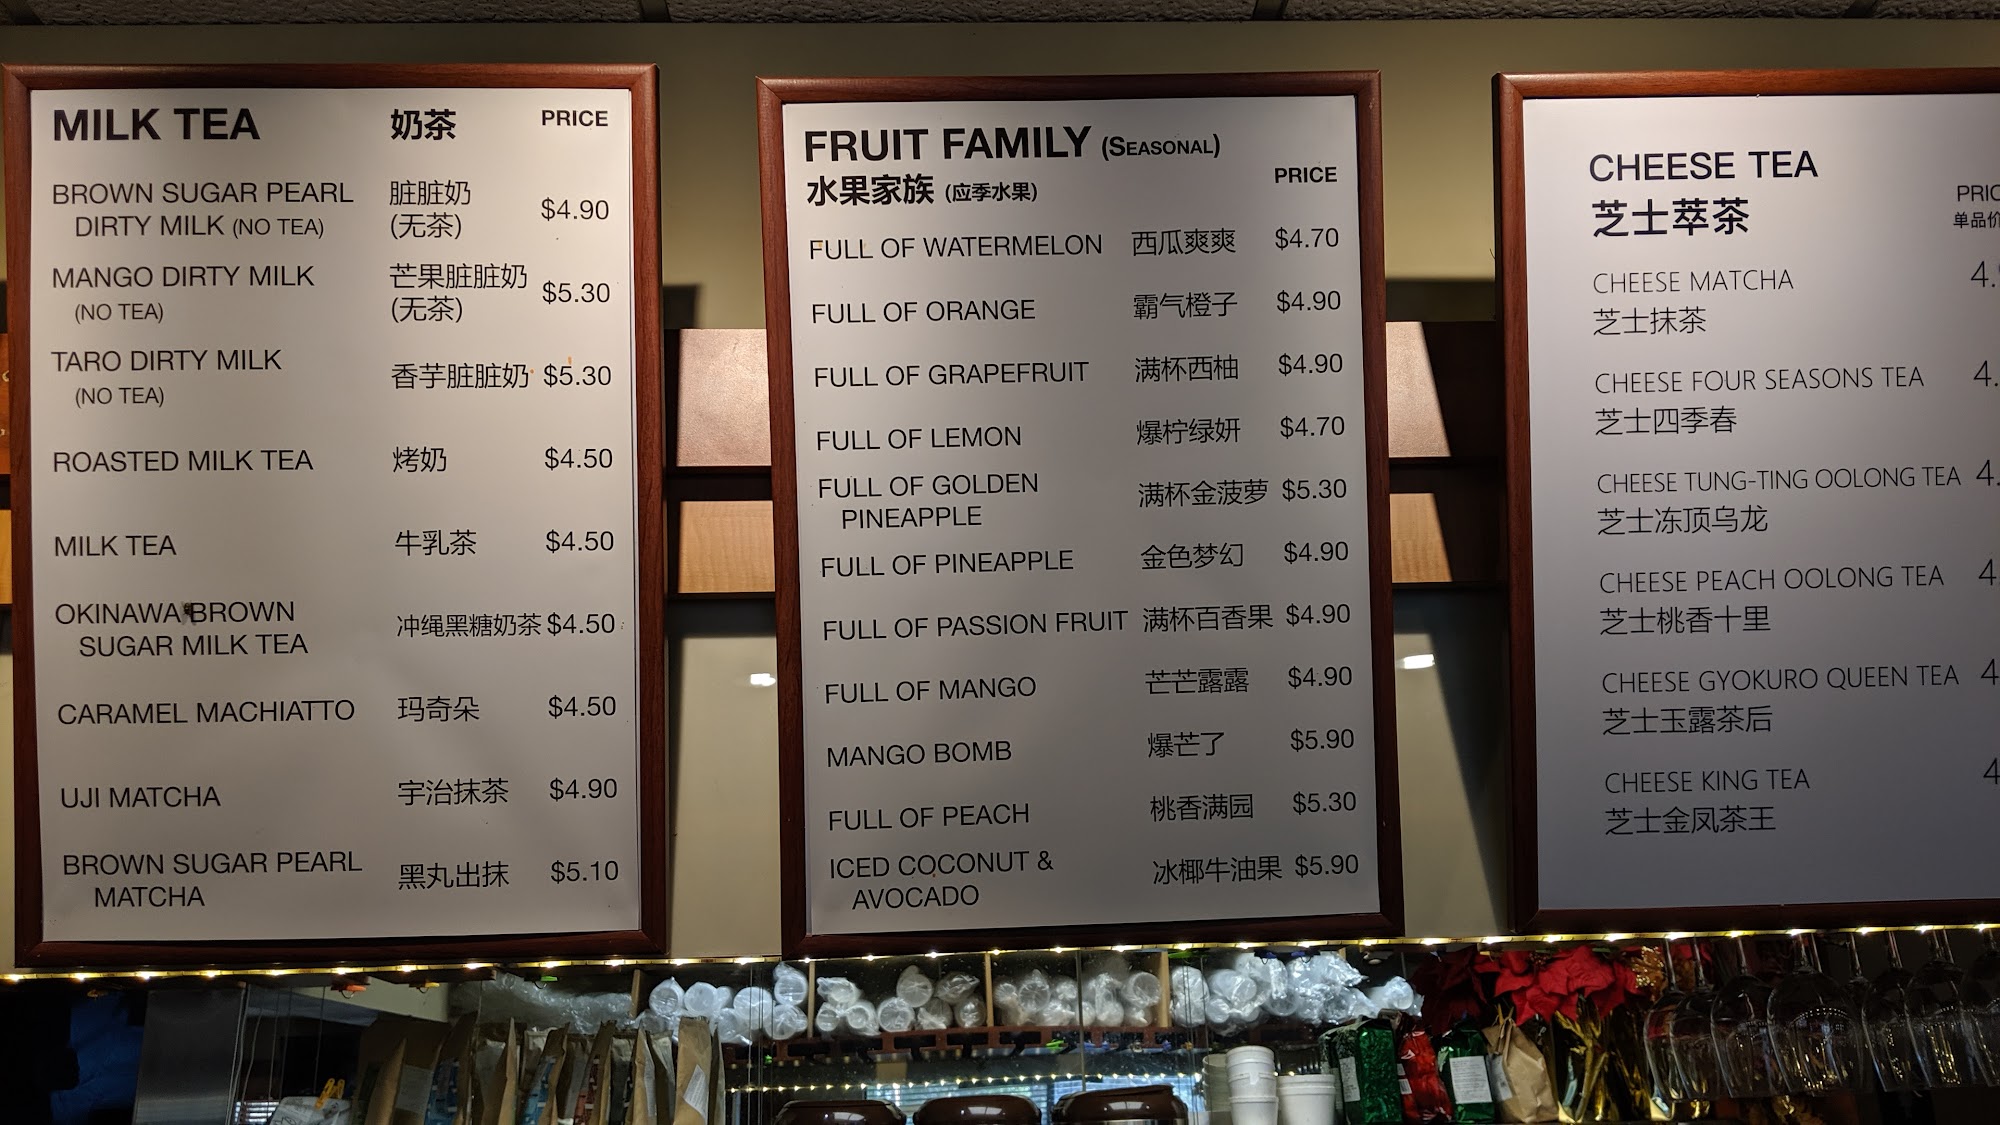 MILK TEA 奶茶 PRICE
BROWN SUGAR PEARL 脏脏奶 $4.90
DIRTY MILK (NO TEA) (无茶)
MANGO DIRTY MILK 芒果脏脏奶 $5.30
(NO TEA) (无茶)
TARO DIRTY MILK 香芋脏脏奶 $5.30
(NO TEA)
ROASTED MILK TEA 烤奶 $4.50
MILK TEA 牛乳茶 $4.50
OKINAWA BROWN 冲绳黑糖奶茶 $4.50
SUGAR MILK TEA
CARAMEL MACHIATTO 玛奇朵 $4.50
UJI MATCHA 宇治抹茶 $4.90
BROWN SUGAR PEARL 黑丸出抹 $5.10
MATCHA
FRUIT FAMILY (SEASONAL)
水果家族 (应季水果) PRICE
FULL OF WATERMELON 西瓜爽爽 $4.70
FULL OF ORANGE 霸气橙子 $4.90
FULL OF GRAPEFRUIT 满杯西柚 $4.90
FULL OF LEMON 爆柠绿妍 $4.70
FULL OF GOLDEN 满杯金菠萝 $5.30
PINEAPPLE
FULL OF PINEAPPLE 金色梦幻 $4.90
FULL OF PASSION FRUIT 满杯百香果 $4.90
FULL OF MANGO 芒芒露露 $4.90
MANGO BOMB 爆芒了 $5.90
FULL OF PEACH 桃香满园 $5.30
ICED COCONUT & 冰椰牛油果 $5.90
AVOCADO
CHEESE TEA
芝士萃茶
PRIC
单品价
CHEESE MATCHA 4.
芝士抹茶
CHEESE FOUR SEASONS TEA 4.
芝士四季春
CHEESE TUNG-TING OOLONG TEA 4.
芝士冻顶乌龙
CHEESE PEACH OOLONG TEA 4
芝士桃香十里
CHEESE GYOKURO QUEEN TEA 4
芝士玉露茶后
CHEESE KING TEA 4
芝士金凤茶王